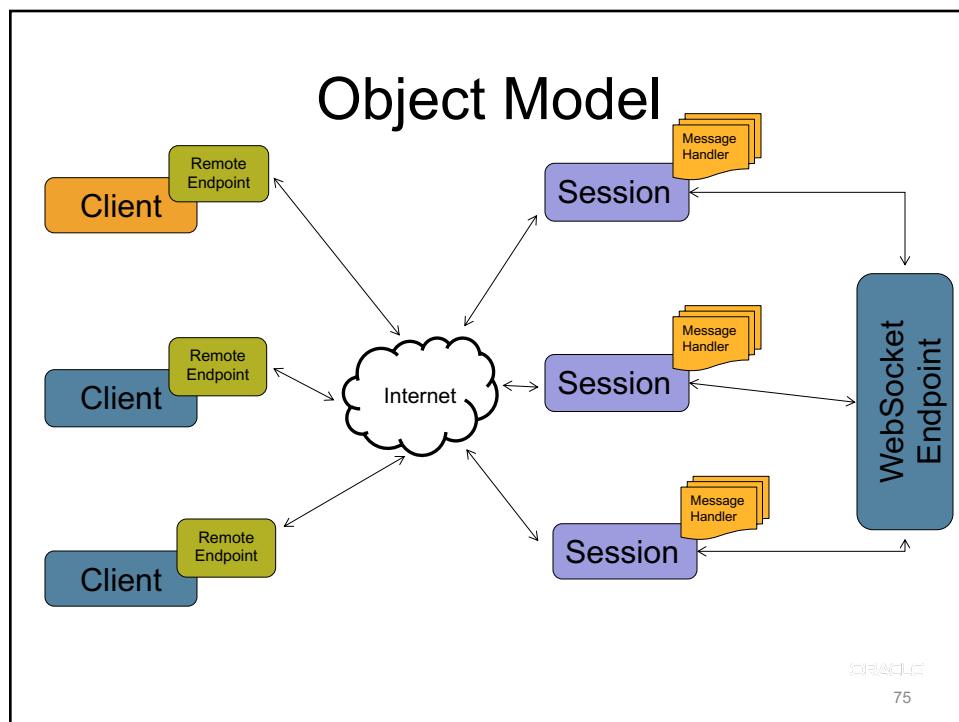 Object Model
Client
Remote
Endpoint
Message
Handler
Session
Client
Remote
Endpoint
Internet
Message
Handler
Session
WebSocket
Endpoint
Client
Remote
Endpoint
Message
Handler
Session
ORACLE
75